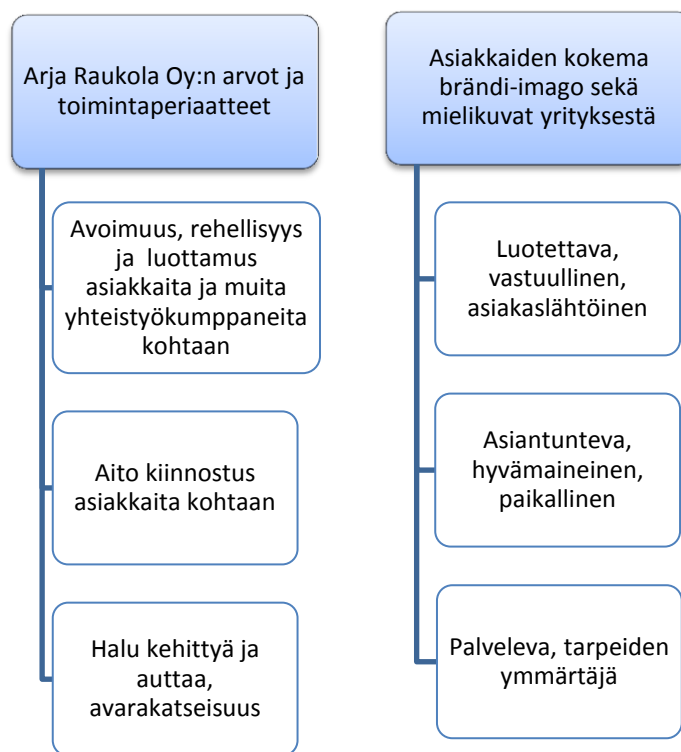 Arja Raukola Oy:n arvot ja
toimintaperiaatteet
Avoimuus, rehellisyys
ja luottamus
asiakkaita ja muita
yhteistyökumppaneita
kohtaan
Aito kiinnostus
asiakkaita kohtaan
Halu kehittyä ja
auttaa,
avarakatseisuus
Asiakkaiden kokema
brändi-imago sekä
mielikuvat yrityksestä
Luotettava,
vastuullinen,
asiakaslähtöinen
Asiantunteva,
hyvämaineinen,
paikallinen
Palveleva, tarpeiden
ymmärtäjä